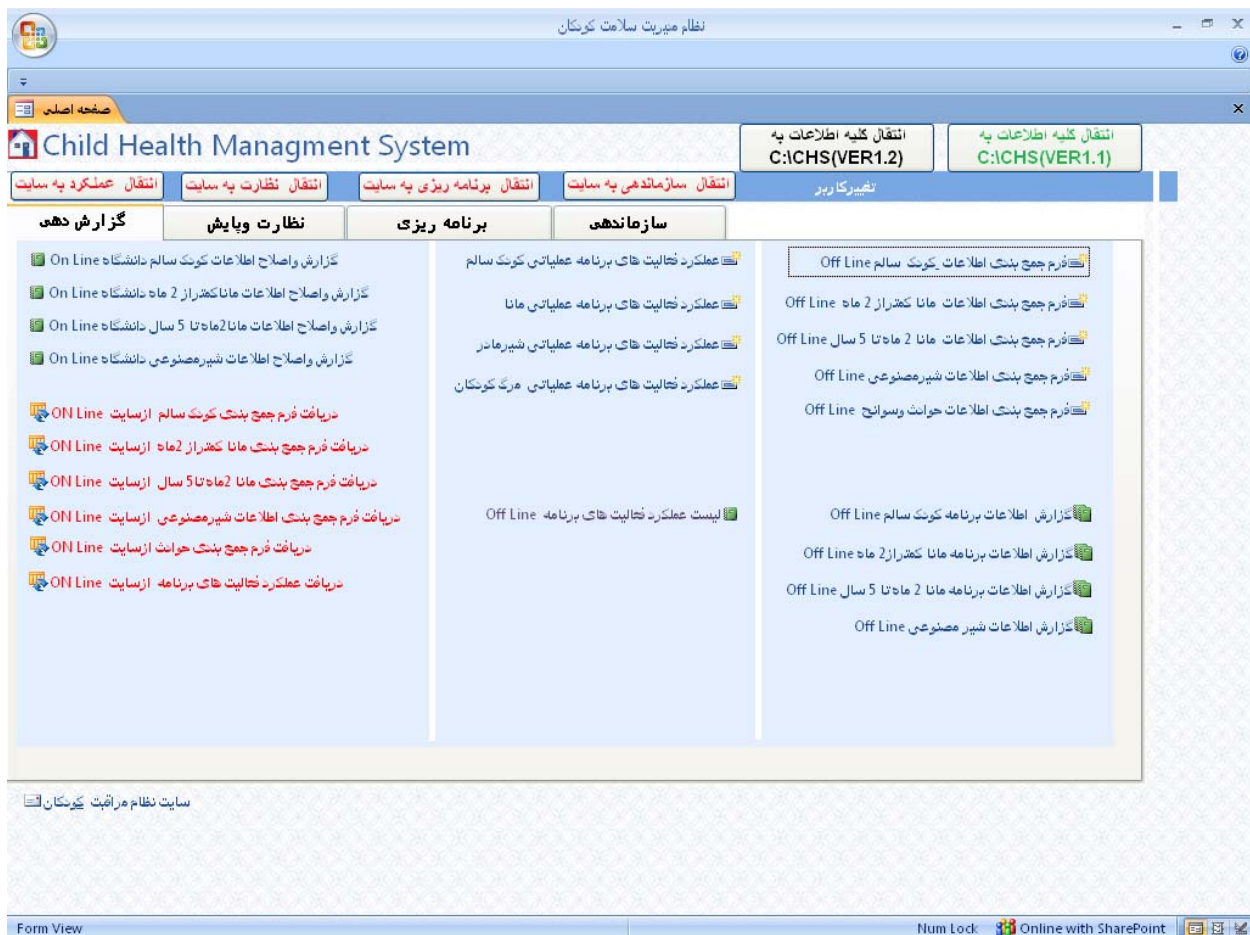 نظام مدیریت سلامت کودکان
صفحه اصلی
Child Health Managment System
انتقال کلیه اطلاعات به
C:\CHS(VER1.2)
انتقال کلیه اطلاعات به
C:\CHS(VER1.1)
انتقال عملکرد به سایت
انتقال نظارت به سایت
انتقال برنامه ریزی به سایت
انتقال سازماندهی به سایت
تغییرکاربر
گزارش دهی
نظارت وپایش
برنامه ریزی
سازماندهی
فرم جمع بندی اطلاعات کودک سالم Off Line
فرم جمع بندی اطلاعات مانا کمتراز 2 ماه Off Line
فرم جمع بندی اطلاعات مانا 2 ماه تا 5 سال Off Line
فرم جمع بندی اطلاعات شیرمصنوعی Off Line
فرم جمع بندی اطلاعات حوادث وسوانح Off Line
گزارش اطلاعات برنامه کودک سالم Off Line
گزارش اطلاعات برنامه مانا کمتراز2 ماه Off Line
گزارش اطلاعات برنامه مانا 2 ماه تا 5 سال Off Line
گزارش اطلاعات شیر مصنوعی Off Line
عملکرد فعالیت های برنامه عملیاتی کودک سالم
عملکرد فعالیت های برنامه عملیاتی مانا
عملکرد فعالیت های برنامه عملیاتی شیرمادر
عملکرد فعالیت های برنامه عملیاتی مرگ کودکان
لیست عملکرد فعالیت های برنامه Off Line
گزارش واصلاح اطلاعات کودک سالم دانشگاه On Line
گزارش واصلاح اطلاعات ماناکمتراز 2 ماه دانشگاه On Line
گزارش واصلاح اطلاعات مانا2ماه تا 5 سال دانشگاه On Line
گزارش واصلاح اطلاعات شیرمصنوعی دانشگاه On Line
دریافت فرم جمع بندی کودک سالم ازسایت ON Line
دریافت فرم جمع بندی مانا کمتراز 2ماه ازسایت ON Line
دریافت فرم جمع بندی مانا 2ماه تا5 سال ازسایت ON Line
دریافت فرم جمع بندی اطلاعات شیرمصنوعی ازسایت ON Line
دریافت فرم جمع بندی حوادث ازسایت ON Line
دریافت عملکرد فعالیت های برنامه ازسایت ON Line
سایت نظام مراقبت کودکان
Form View
Num Lock
Online with SharePoint